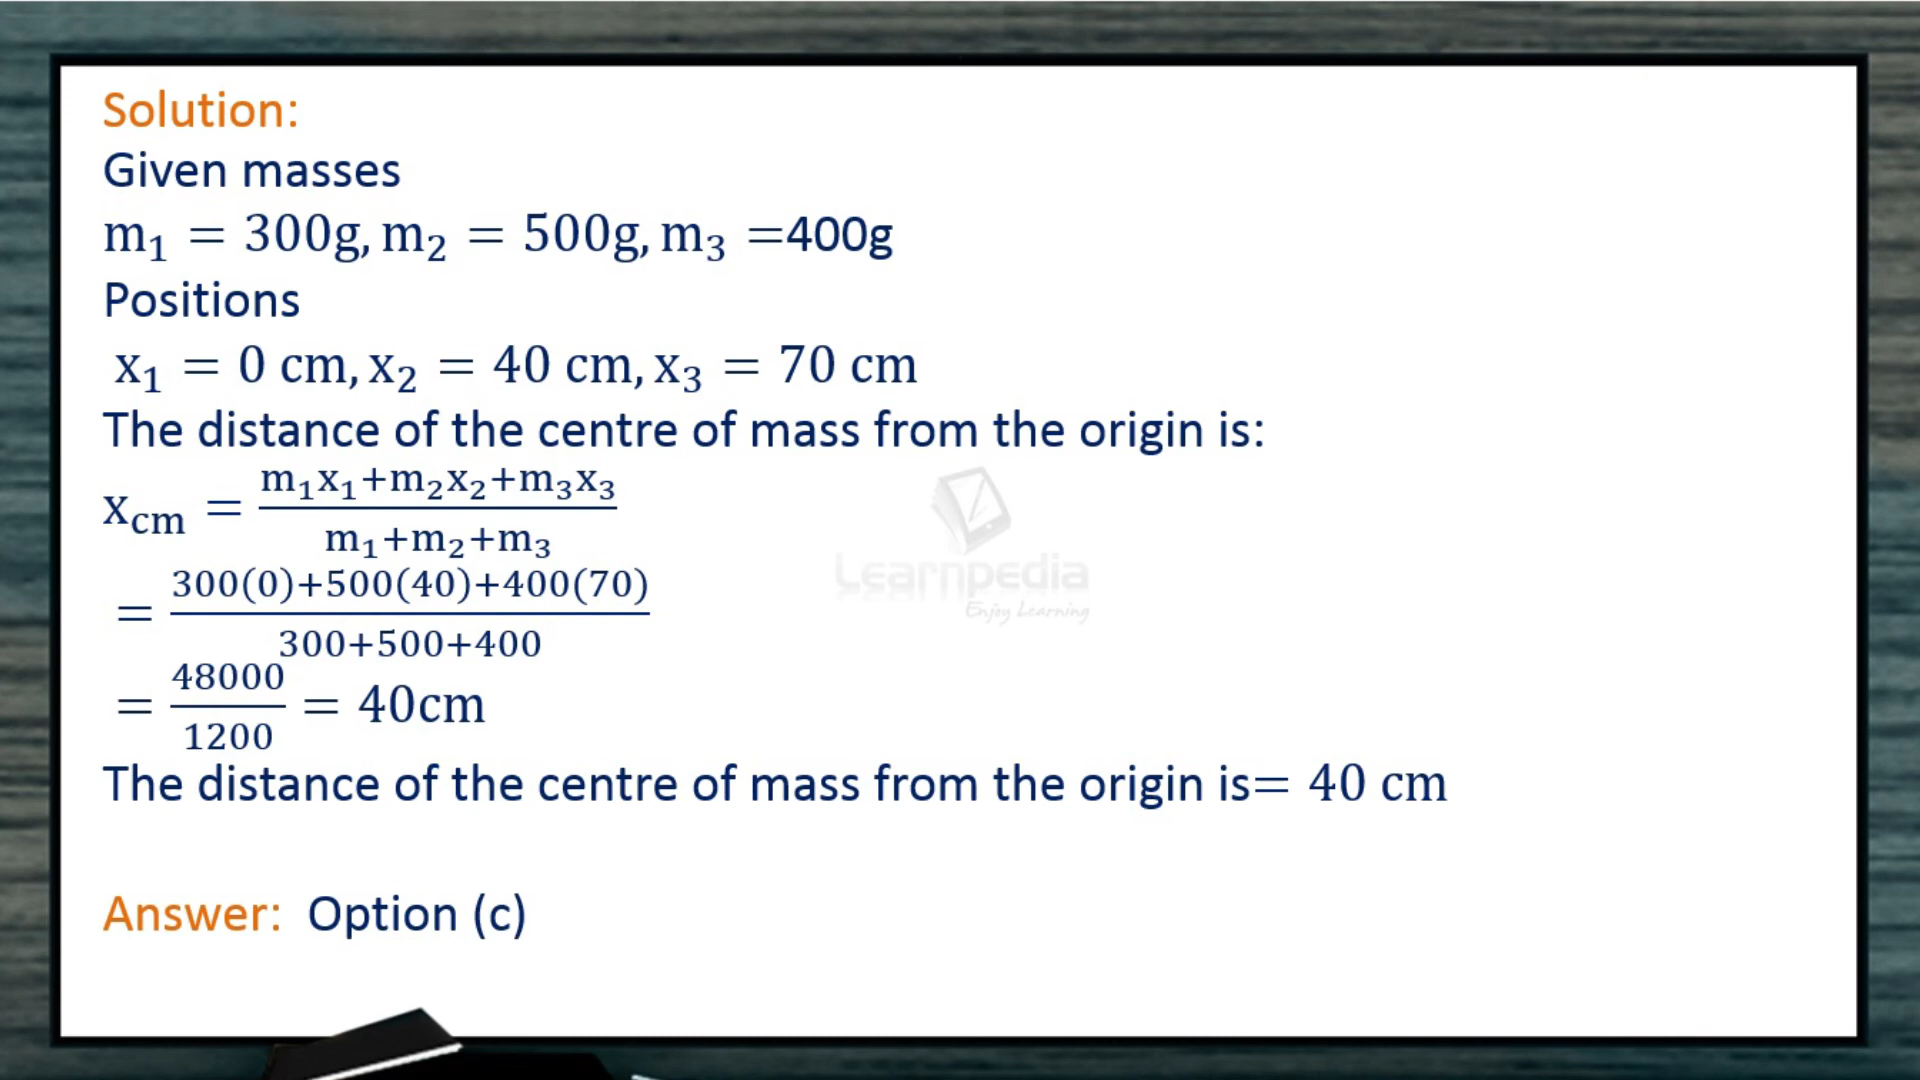 Solution:
Given masses
m₁ = 300g, m₂ = 500g, m₃ =400g
Positions
x₁ = 0 cm, x₂ = 40 cm, x₃ = 70 cm
The distance of the centre of mass from the origin is:
x_cm = (m₁x₁+m₂x₂+m₃x₃)/(m₁+m₂+m₃)
= (300(0)+500(40)+400(70))/(300+500+400)
= 48000/1200 = 40cm
The distance of the centre of mass from the origin is= 40 cm
Answer: Option (c)
Learnpedia
Enjoy Learning